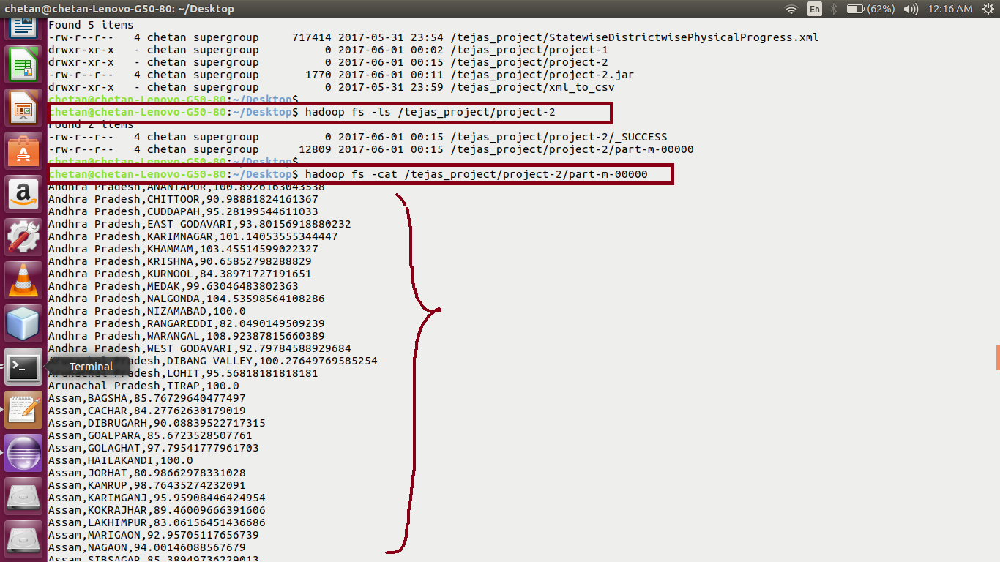 chetan@chetan-Lenovo-G50-80: ~/Desktop
En
(62%)
12:16 AM
Found 5 items
-rw-r--r--   4 chetan supergroup     717414 2017-05-31 23:54 /tejas_project/StatewiseDistrictwisePhysicalProgress.xml
drwxr-xr-x   - chetan supergroup          0 2017-06-01 00:02 /tejas_project/project-1
drwxr-xr-x   - chetan supergroup          0 2017-06-01 00:15 /tejas_project/project-2
-rw-r--r--   4 chetan supergroup       1770 2017-06-01 00:11 /tejas_project/project-2.jar
drwxr-xr-x   - chetan supergroup          0 2017-05-31 23:59 /tejas_project/xml_to_csv
chetan@chetan-Lenovo-G50-80:~/Desktop$
chetan@chetan-Lenovo-G50-80:~/Desktop$ hadoop fs -ls /tejas_project/project-2
Found 2 items
-rw-r--r--   4 chetan supergroup          0 2017-06-01 00:15 /tejas_project/project-2/_SUCCESS
-rw-r--r--   4 chetan supergroup      12809 2017-06-01 00:15 /tejas_project/project-2/part-m-00000
chetan@chetan-Lenovo-G50-80:~/Desktop$
chetan@chetan-Lenovo-G50-80:~/Desktop$ hadoop fs -cat /tejas_project/project-2/part-m-00000
Andhra Pradesh,ANANTAPUR,100.8926163043538
Andhra Pradesh,CHITTOOR,90.98881824161367
Andhra Pradesh,CUDDAPAH,95.28199544611033
Andhra Pradesh,EAST GODAVARI,93.80156918880232
Andhra Pradesh,KARIMNAGAR,101.14053555344447
Andhra Pradesh,KHAMMAM,103.45514599022327
Andhra Pradesh,KRISHNA,90.65852798288829
Andhra Pradesh,KURNOOL,84.38971727191651
Andhra Pradesh,MEDAK,99.63046483802363
Andhra Pradesh,NALGONDA,104.53598564108286
Andhra Pradesh,NIZAMABAD,100.0
Andhra Pradesh,RANGAREDDI,82.0490149509239
Andhra Pradesh,WARANGAL,108.92387815660389
Andhra Pradesh,WEST GODAVARI,92.79784588929684
Arunachal Pradesh,DIBANG VALLEY,100.27649769585254
Terminal
Arunachal Pradesh,LOHIT,95.56818181818181
Arunachal Pradesh,TIRAP,100.0
Assam,BAGSHA,85.76729640477497
Assam,CACHAR,84.27762630179019
Assam,DIBRUGARH,90.08839522717315
Assam,GOALPARA,85.6723528507761
Assam,GOLAGHAT,97.79541777961703
Assam,HAILAKANDI,100.0
Assam,JORHAT,80.98662978331028
Assam,KAMRUP,98.76435274232091
Assam,KARIMGANJ,95.95908446424954
Assam,KOKRAJHAR,89.46009666391606
Assam,LAKHIMPUR,83.06156451436686
Assam,MARIGAON,92.95705117656739
Assam,NAGAON,94.00146088567679
Assam,SIBSAGAR,85.38949736229013